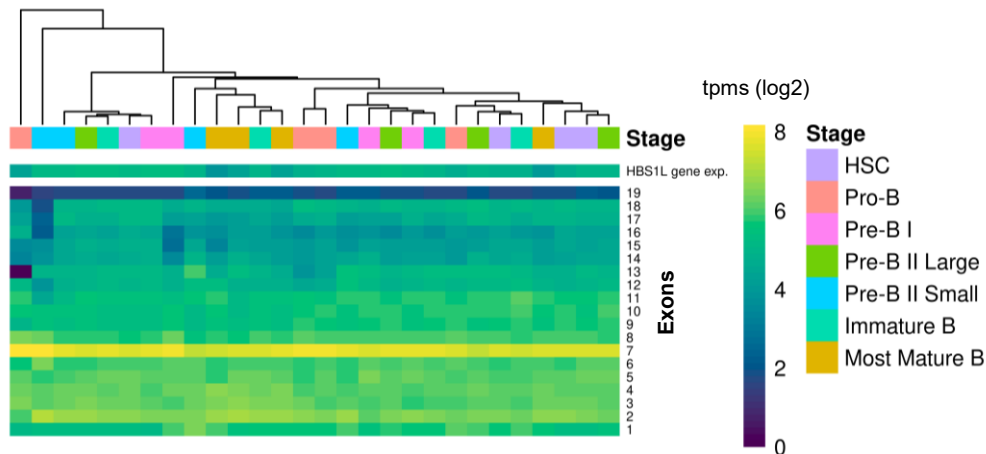 tpms (log2)
Stage
HBS1L gene exp.
19
18
17
16
15
14
13
12
11
10
9
8
7
6
5
4
3
2
1
Exons
8
6
4
2
0
Stage
HSC
Pro-B
Pre-B I
Pre-B II Large
Pre-B II Small
Immature B
Most Mature B